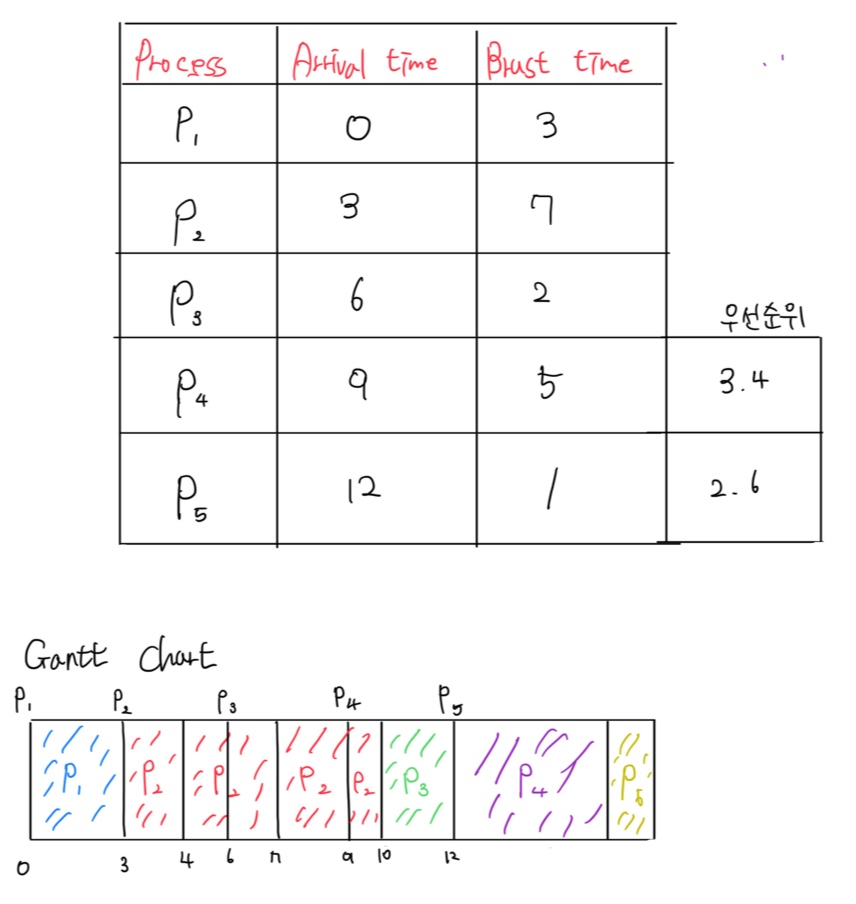 Process Arrival time Brust time
P1 0 3
P2 3 7
P3 6 2
우선순위
P4 9 5 3.4
P5 12 1 2.6
Gantt chart
P1 P2 P3 P4 P5
P1 P2 P2 P2 P2 P3 P4 P5
0 3 4 6 7 9 10 12